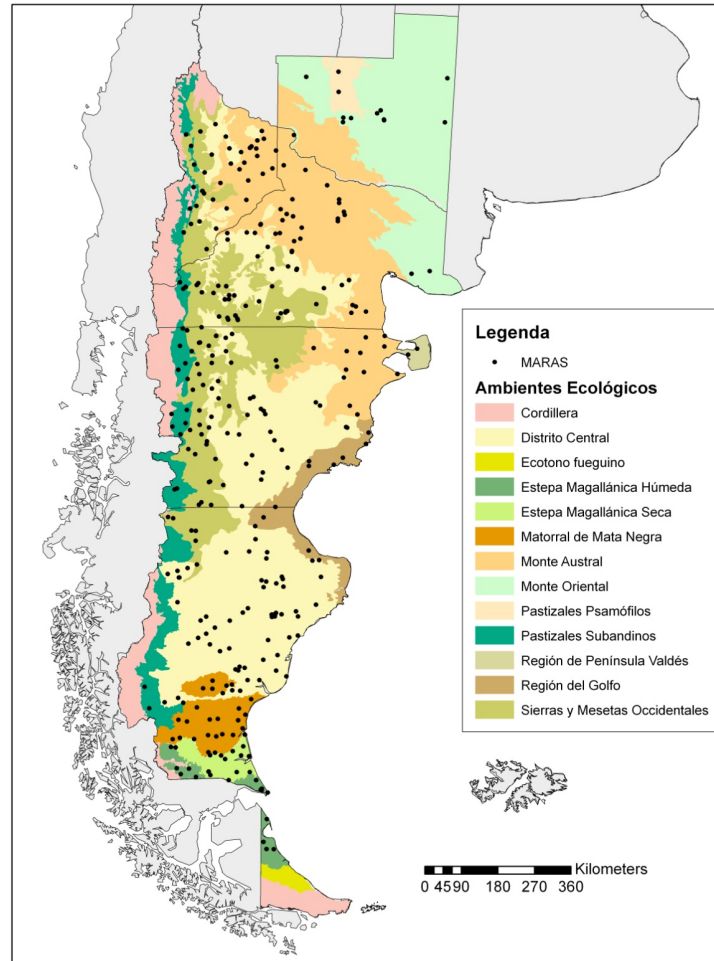 Legenda
MARAS
Ambientes Ecológicos
Cordillera
Distrito Central
Ecotono fueguino
Estepa Magallánica Húmeda
Estepa Magallánica Seca
Matorral de Mata Negra
Monte Austral
Monte Oriental
Pastizales Psamófilos
Pastizales Subandinos
Región de Península Valdés
Región del Golfo
Sierras y Mesetas Occidentales
Kilometers
0 45 90 180 270 360